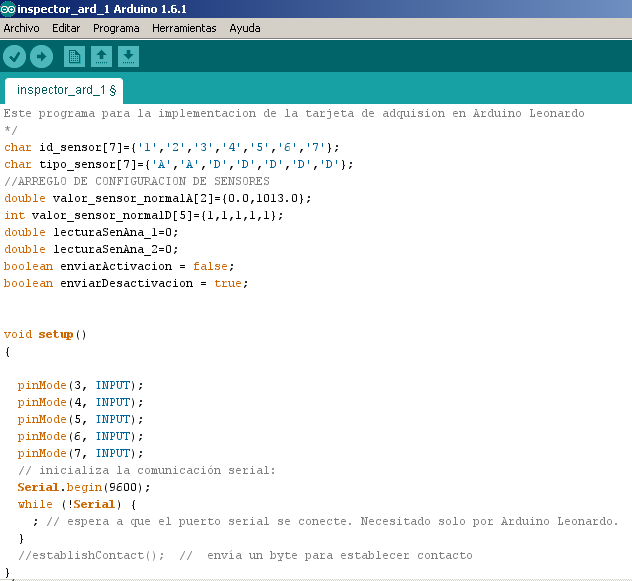 inspector_ard_1 Arduino 1.6.1
Archivo Editar Programa Herramientas Ayuda
inspector_ard_1 §
Este programa para la implementacion de la tarjeta de adquision en Arduino Leonardo
*/
char id_sensor[7]={'1','2','3','4','5','6','7'};
char tipo_sensor[7]={'A','A','D','D','D','D','D'};
//ARREGLO DE CONFIGURACION DE SENSORES
double valor_sensor_normalA[2]={0.0,1013.0};
int valor_sensor_normalD[5]={1,1,1,1,1};
double lecturaSenAna_1=0;
double lecturaSenAna_2=0;
boolean enviarActivacion = false;
boolean enviarDesactivacion = true;
void setup()
{
pinMode(3, INPUT);
pinMode(4, INPUT);
pinMode(5, INPUT);
pinMode(6, INPUT);
pinMode(7, INPUT);
// inicializa la comunicación serial:
Serial.begin(9600);
while (!Serial) {
; // espera a que el puerto serial se conecte. Necesitado solo por Arduino Leonardo.
}
//establishContact(); // envia un byte para establecer contacto
}